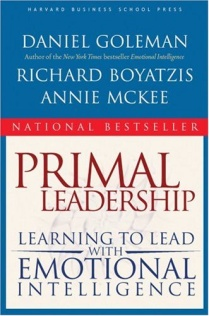 HARVARD BUSINESS SCHOOL PRESS
DANIEL GOLEMAN
Author of the New York Times bestseller Emotional Intelligence
RICHARD BOYATZIS
ANNIE MCKEE
NATIONAL BESTSELLER
PRIMAL
LEADERSHIP
LEARNING TO LEAD
WITH
EMOTIONAL
INTELLIGENCE